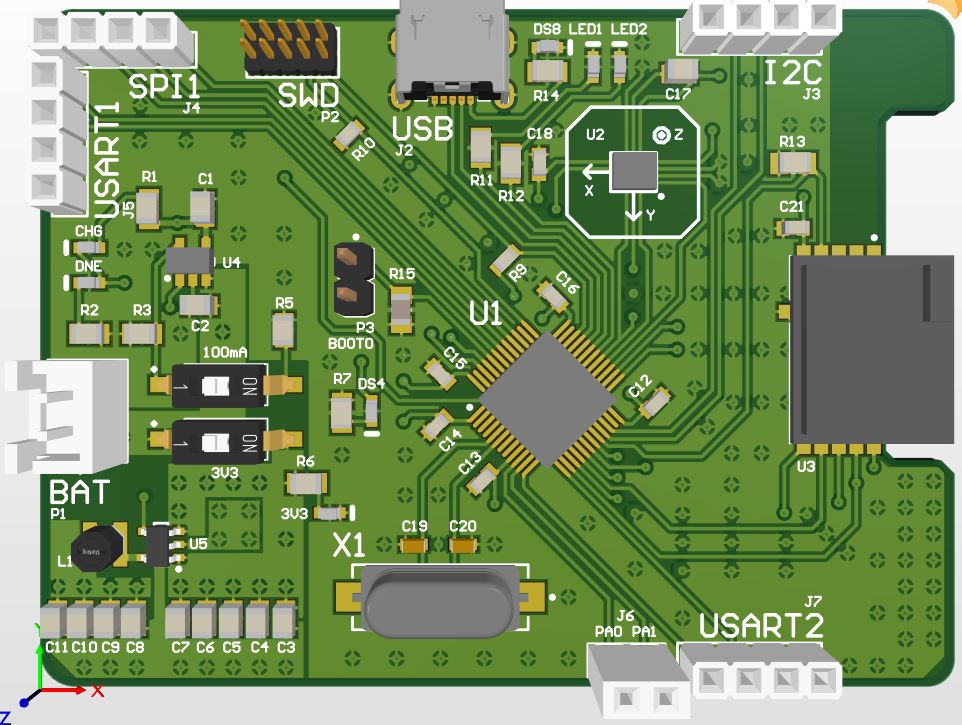 DS8 LED1 LED2
SPI1
J4
SWD
P2
USB
J2
R14
C17
I2C
J3
USART1
J5
R10
R11
R12
C18
U2
Z
X
Y
R13
C21
R1
C1
CHG
DNE
U4
R2
R3
C2
R5
R15
P3
BOOT0
R9
C16
U1
100mA
1
ON
1
ON
3V3
R7
DS4
C15
C14
C13
C12
U3
BAT
P1
R6
3V3
L1
U5
X1
C19
C20
C11 C10 C9 C8
C7 C6 C5 C4 C3
J6
PA0 PA1
J7
USART2
Y
X
Z